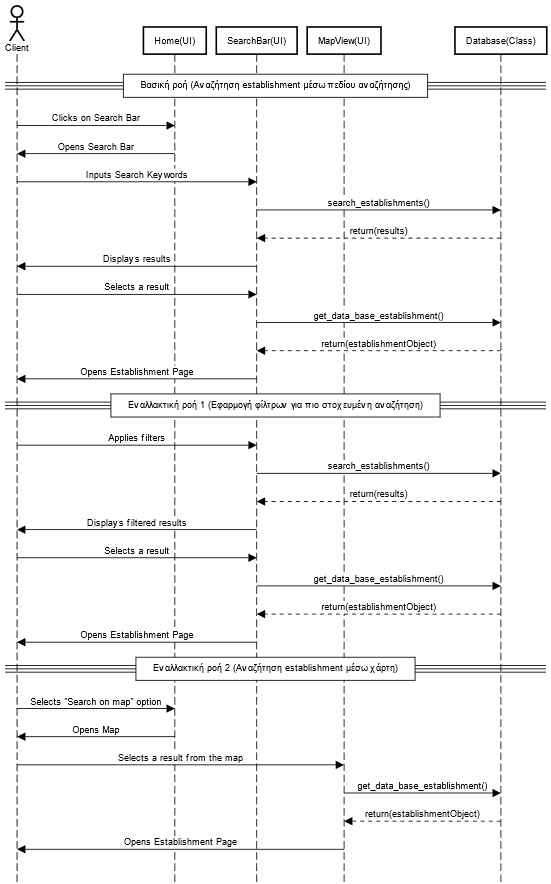 Client
Home(UI)
SearchBar(UI)
MapView(UI)
Database(Class)
Βασική ροή (Αναζήτηση establishment μέσω πεδίου αναζήτησης)
Clicks on Search Bar
Opens Search Bar
Inputs Search Keywords
search_establishments()
return(results)
Displays results
Selects a result
get_data_base_establishment()
return(establishmentObject)
Opens Establishment Page
Εναλλακτική ροή 1 (Εφαρμογή φίλτρων για πιο στοχευμένη αναζήτηση)
Applies filters
search_establishments()
return(results)
Displays filtered results
Selects a result
get_data_base_establishment()
return(establishmentObject)
Opens Establishment Page
Εναλλακτική ροή 2 (Αναζήτηση establishment μέσω χάρτη)
Selects "Search on map" option
Opens Map
Selects a result from the map
get_data_base_establishment()
return(establishmentObject)
Opens Establishment Page